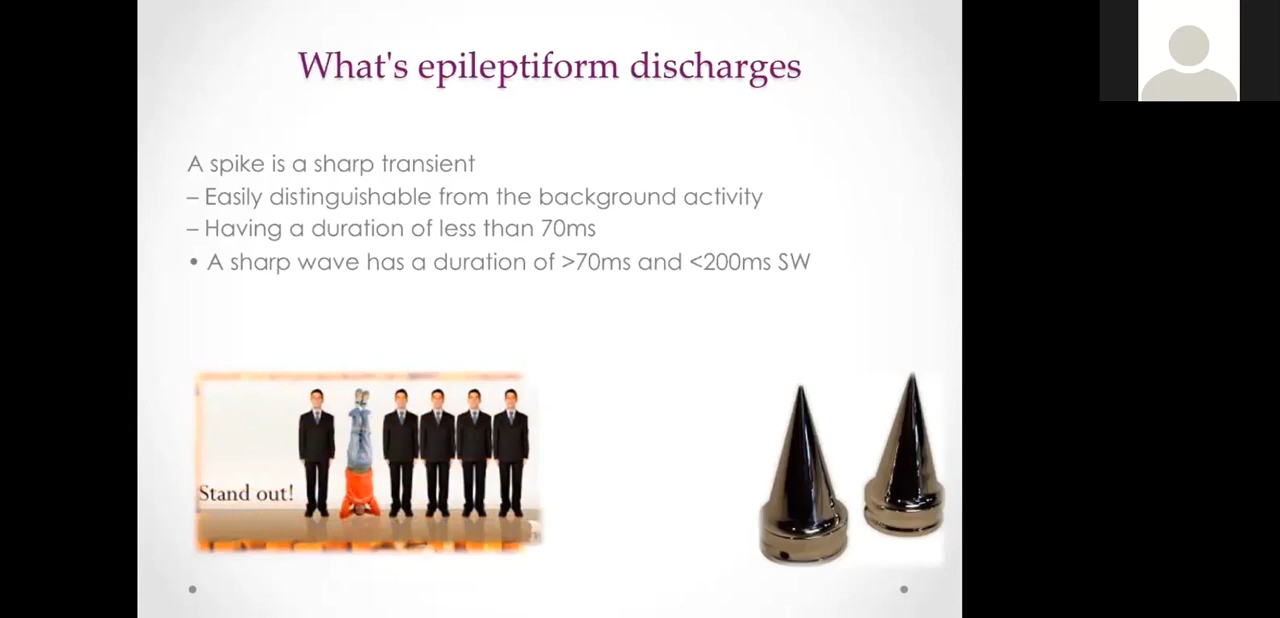 What's epileptiform discharges
A spike is a sharp transient
– Easily distinguishable from the background activity
– Having a duration of less than 70ms
• A sharp wave has a duration of >70ms and <200ms SW
Stand out!